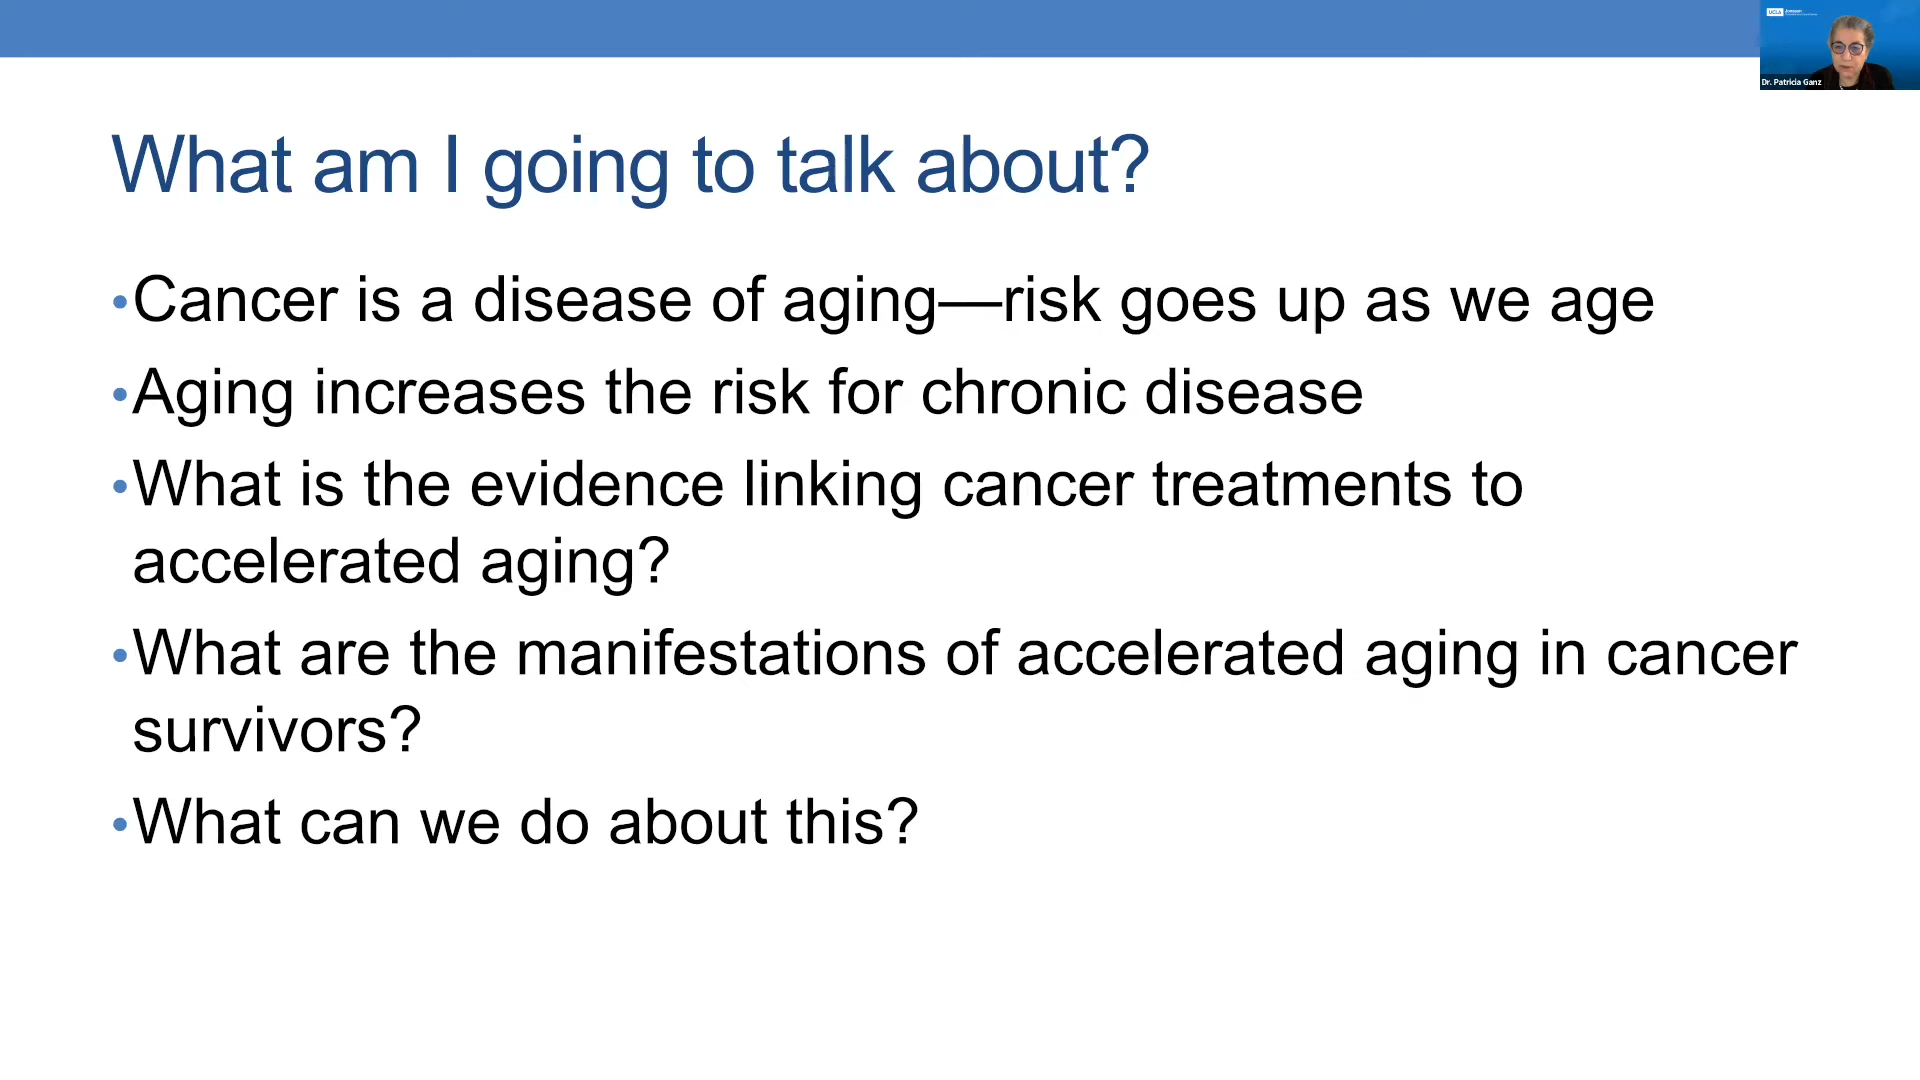 UCLA Jonsson
Dr. Patricia Ganz
What am I going to talk about?
•Cancer is a disease of aging—risk goes up as we age
•Aging increases the risk for chronic disease
•What is the evidence linking cancer treatments to
accelerated aging?
•What are the manifestations of accelerated aging in cancer
survivors?
•What can we do about this?